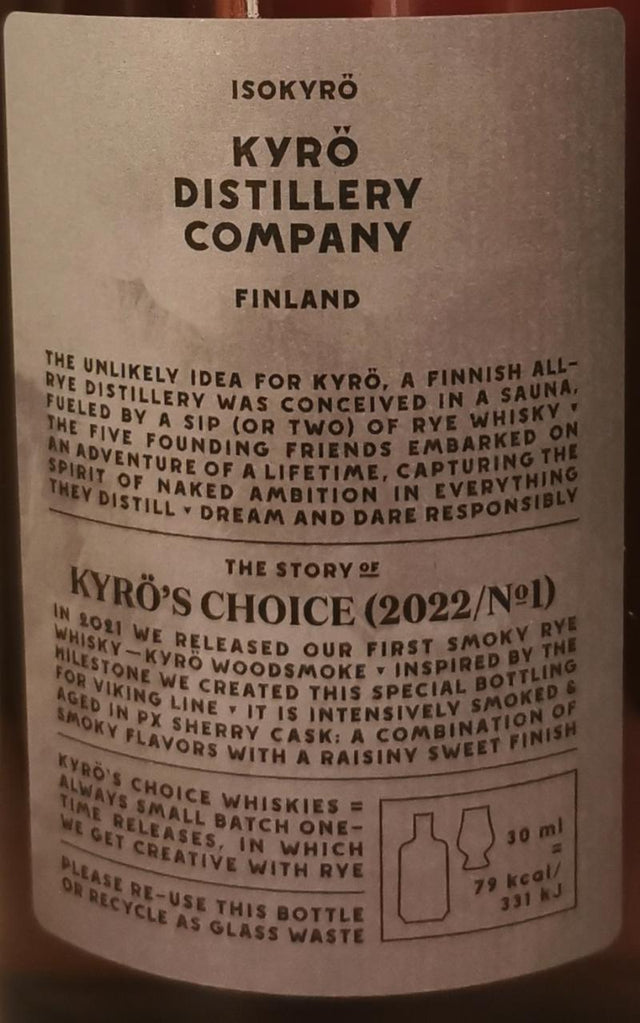 ISOKYRÖ
KYRÖ
DISTILLERY
COMPANY
FINLAND
THE UNLIKELY IDEA FOR KYRÖ, A FINNISH ALL-
RYE DISTILLERY WAS CONCEIVED IN A SAUNA,
FUELED BY A SIP (OR TWO) OF RYE WHISKY ▾
THE FIVE FOUNDING FRIENDS EMBARKED ON
AN ADVENTURE OF A LIFETIME, CAPTURING THE
SPIRIT OF NAKED AMBITION IN EVERYTHING
THEY DISTILL ▾ DREAM AND DARE RESPONSIBLY
THE STORY OF
KYRÖ'S CHOICE (2022/Nº1)
IN 2021 WE RELEASED OUR FIRST SMOKY RYE
WHISKY—KYRÖ WOODSMOKE ▾ INSPIRED BY THE
MILESTONE WE CREATED THIS SPECIAL BOTTLING
FOR VIKING LINE ▾ IT IS INTENSIVELY SMOKED &
AGED IN PX SHERRY CASK: A COMBINATION OF
SMOKY FLAVORS WITH A RAISINY SWEET FINISH
KYRÖ'S CHOICE WHISKIES =
ALWAYS SMALL BATCH ONE-
TIME RELEASES, IN WHICH
WE GET CREATIVE WITH RYE
PLEASE RE-USE THIS BOTTLE
OR RECYCLE AS GLASS WASTE
30 ml
=
79 kcal/
331 kJ